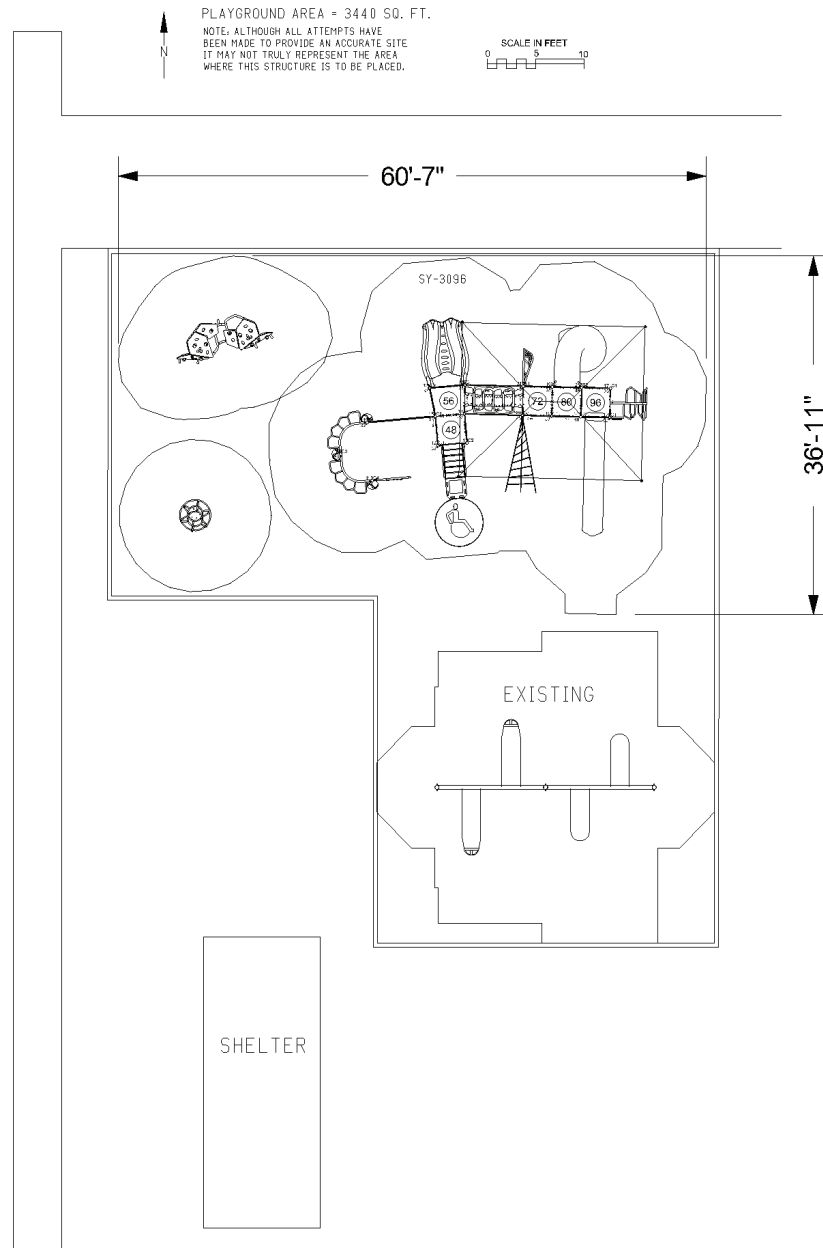 PLAYGROUND AREA = 3440 SQ. FT.
NOTE: ALTHOUGH ALL ATTEMPTS HAVE
BEEN MADE TO PROVIDE AN ACCURATE SITE
IT MAY NOT TRULY REPRESENT THE AREA
WHERE THIS STRUCTURE IS TO BE PLACED.
N
SCALE IN FEET
0 5 10
60'-7"
SY-3096
56
72
80
96
48
36'-11"
EXISTING
SHELTER